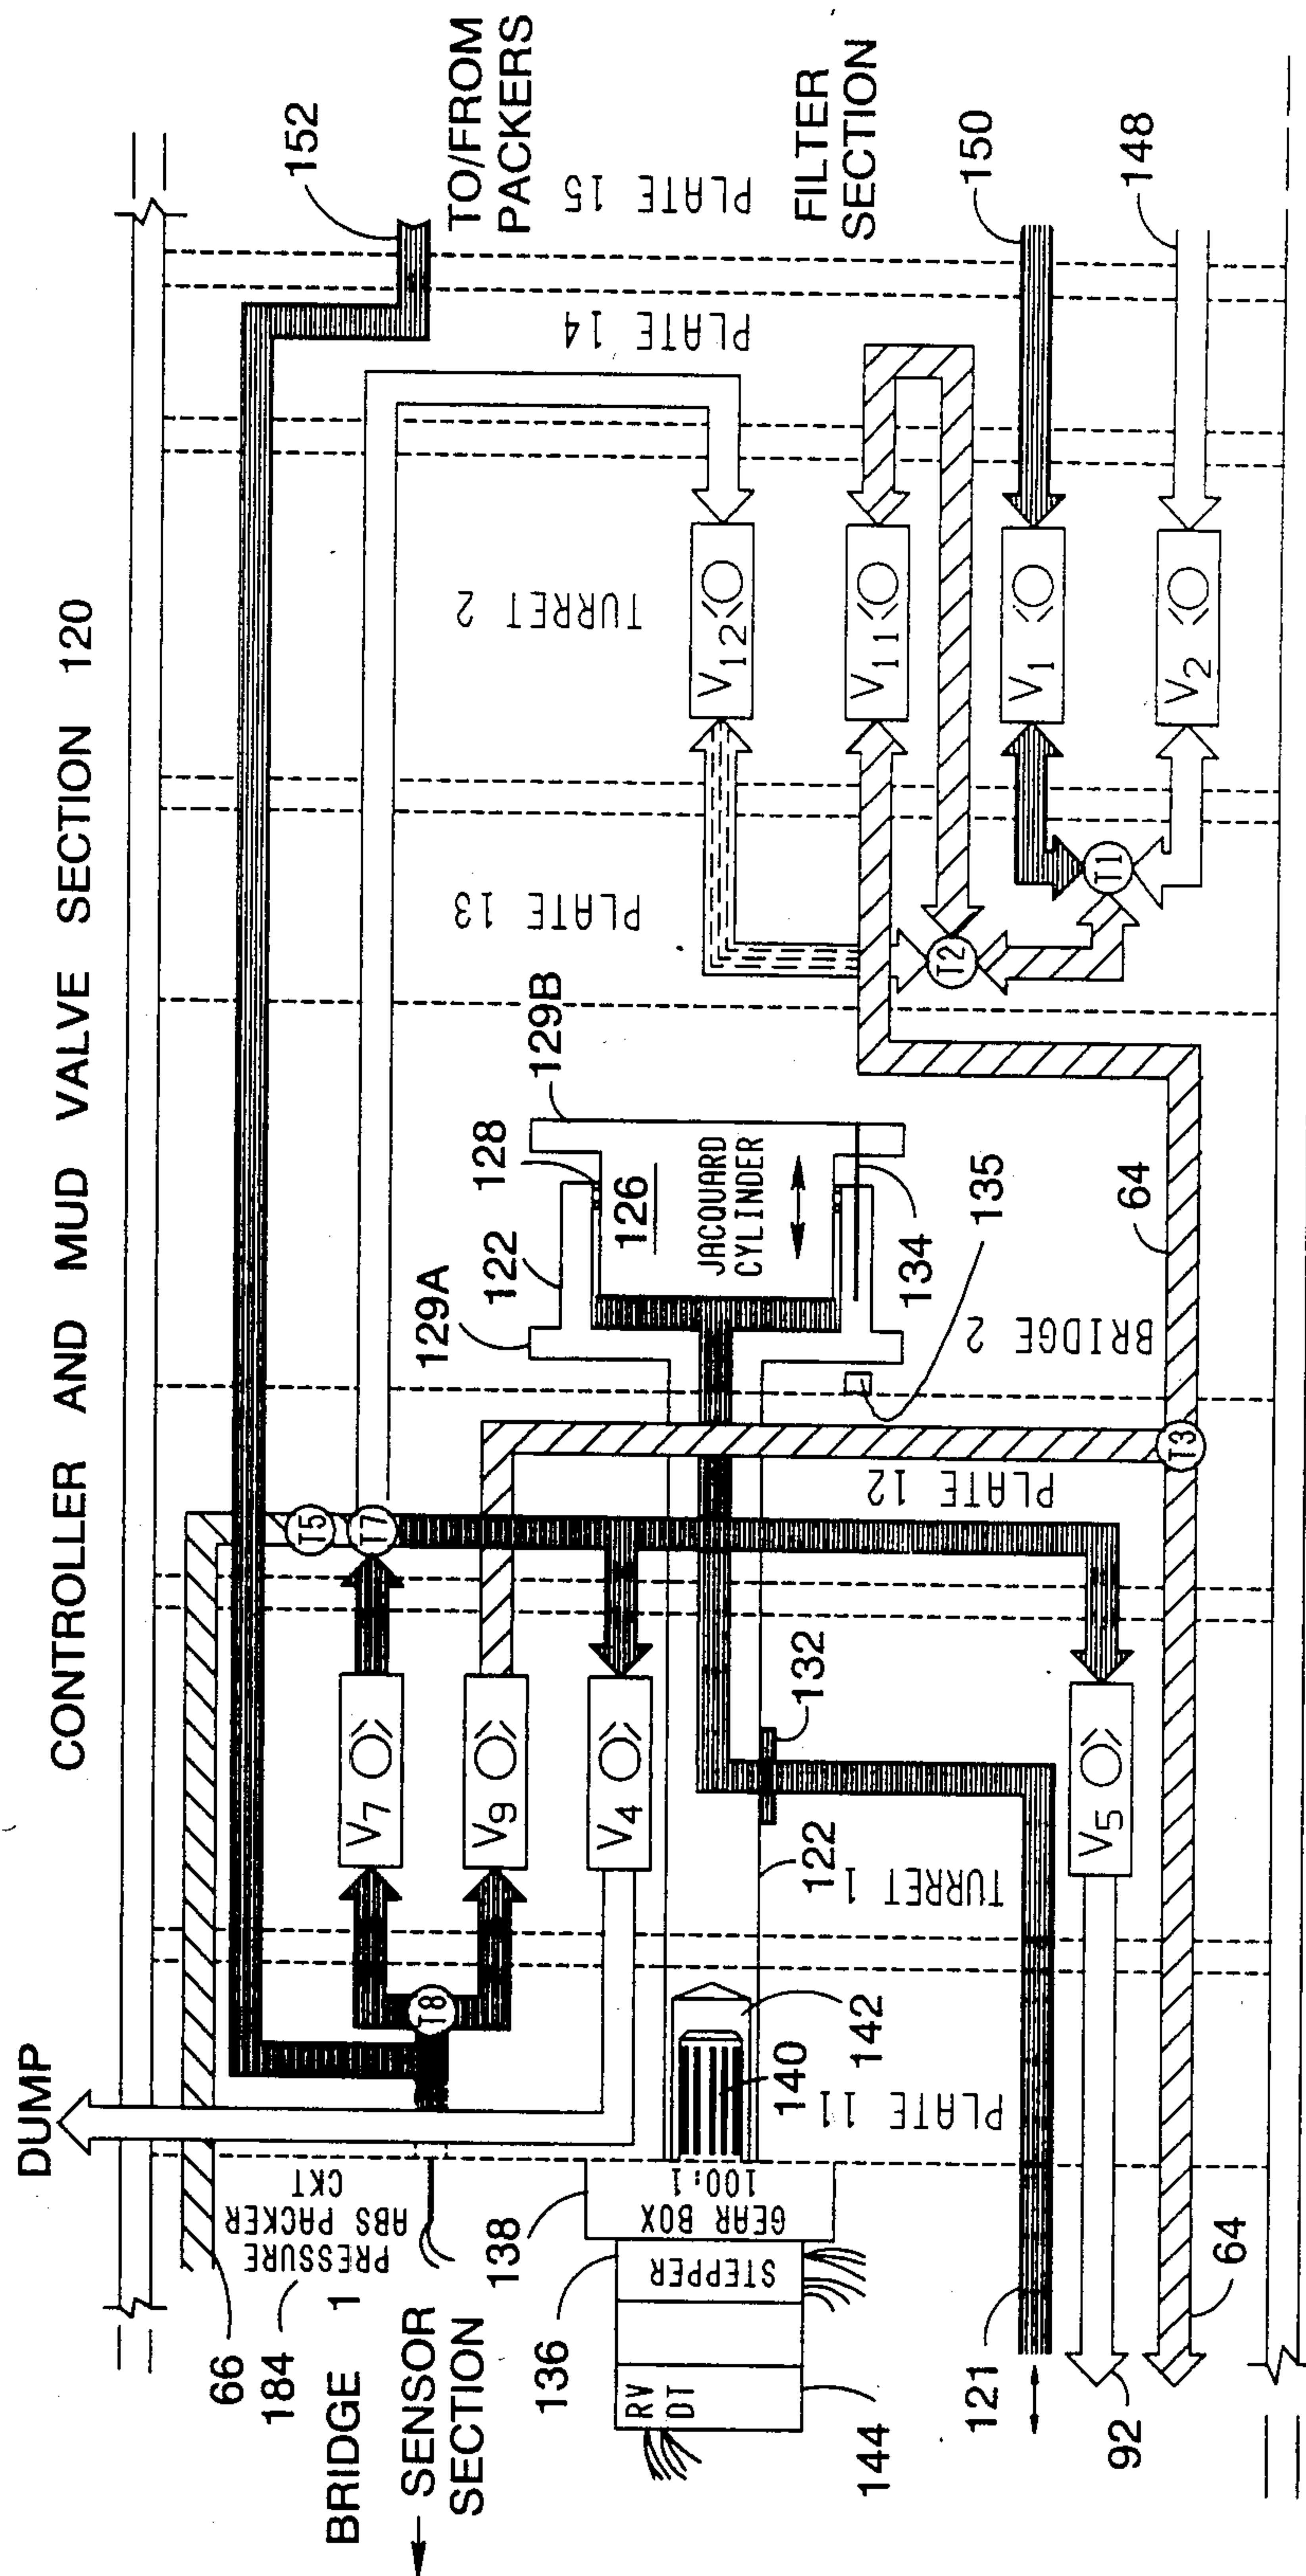 CONTROLLER AND MUD VALVE SECTION 120
DUMP
152
TO/FROM
PACKERS
PLATE 15
FILTER
SECTION
150
148
PLATE 14
TURRET 2
V12
V11
V1
V2
PLATE 13
T1
T2
129B
128
122
129A
126
JACQUARD
CYLINDER
134
135
64
BRIDGE 2
T3
PLATE 12
T5
T7
V7
V9
V4
V5
132
122
TURRET 1
T8
142
140
PLATE 11
66
184
PRESSURE
ABS PACKER
CKT
BRIDGE 1
SENSOR
SECTION
138
GEAR BOX
100:1
136
STEPPER
RV
DT
144
121
92
64